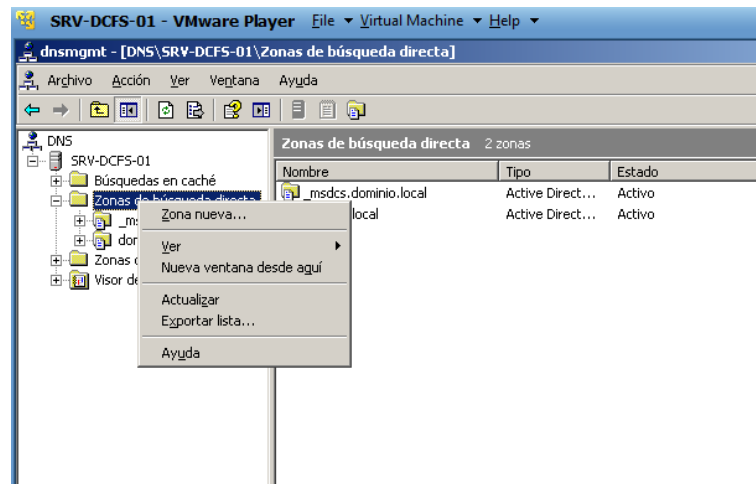 SRV-DCFS-01 - VMware Player File Virtual Machine Help
dnsmgmt - [DNS\SRV-DCFS-01\Zonas de búsqueda directa]
Archivo Acción Ver Ventana Ayuda
DNS
SRV-DCFS-01
Búsquedas en caché
Zonas de búsqueda directa
Zonas
Visor de
Zona nueva...
Ver
Nueva ventana desde aquí
Actualizar
Exportar lista...
Ayuda
Zonas de búsqueda directa 2 zonas
Nombre Tipo Estado
_msdcs.dominio.local Active Direct... Activo
local Active Direct... Activo